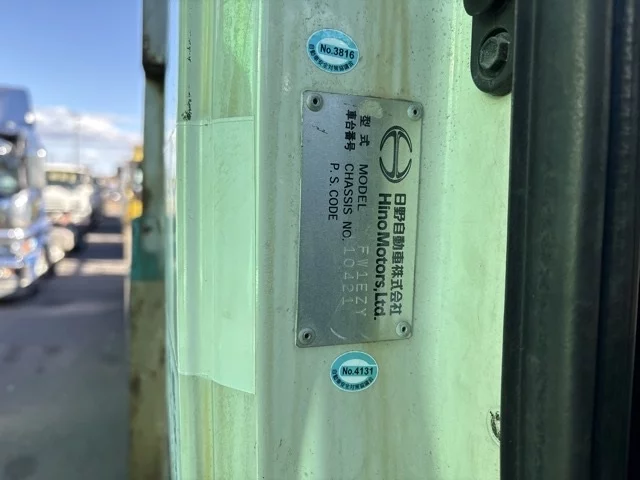 No.3816
日野自動車株式会社
Hino Motors, Ltd.
型式 MODEL FW1EZY
車台番号 CHASSIS NO. 10421
P. S. CODE
No.4131